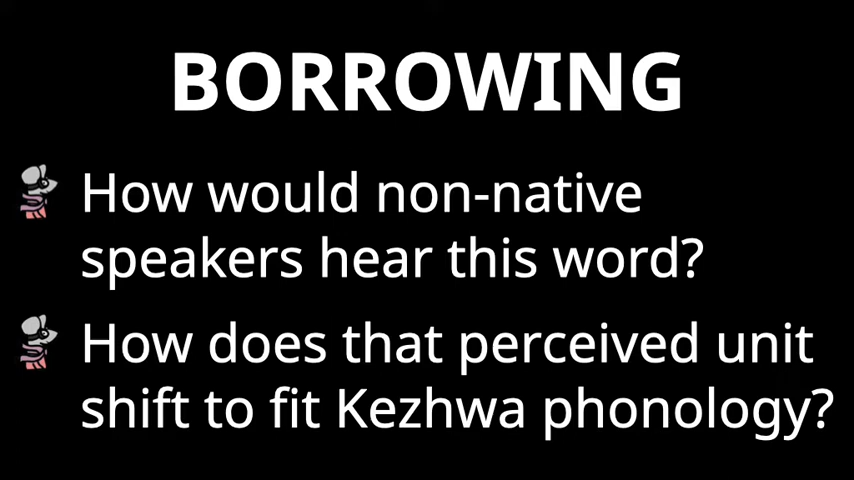 BORROWING
How would non-native
speakers hear this word?
How does that perceived unit
shift to fit Kezhwa phonology?